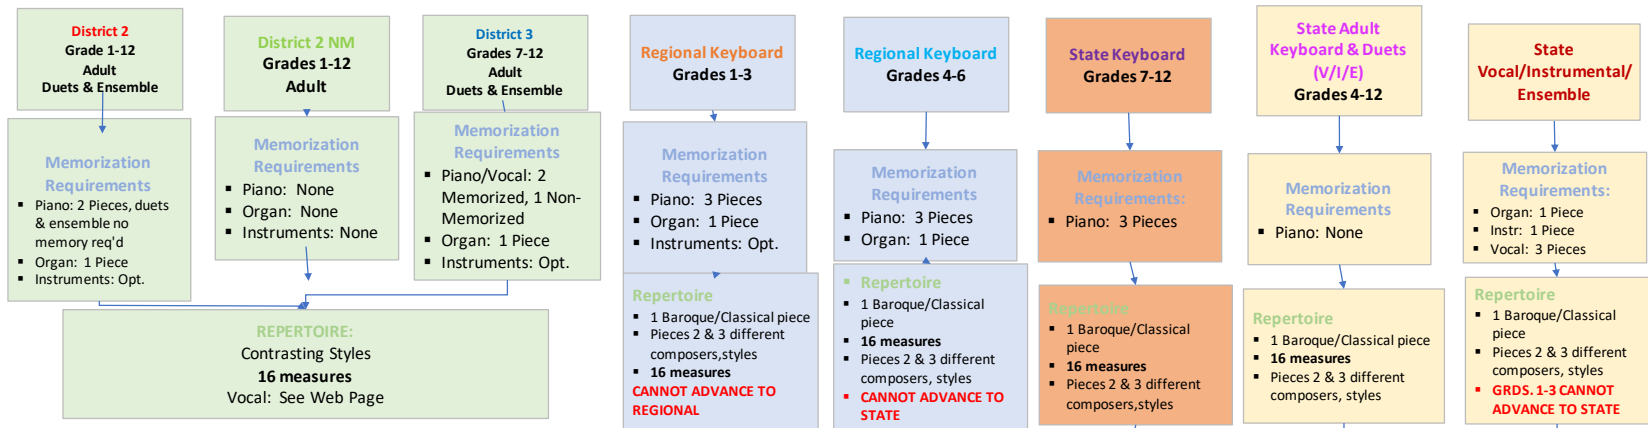 District 2
Grade 1-12
Adult
Duets & Ensemble
Memorization
Requirements
▪ Piano: 2 Pieces, duets
& ensemble no
memory req'd
▪ Organ: 1 Piece
▪ Instruments: Opt.
District 2 NM
Grades 1-12
Adult
Memorization
Requirements
▪ Piano: None
▪ Organ: None
▪ Instruments: None
District 3
Grades 7-12
Adult
Duets & Ensemble
Memorization
Requirements
▪ Piano/Vocal: 2
Memorized, 1 Non-
Memorized
▪ Organ: 1 Piece
▪ Instruments: Opt.
REPERTOIRE:
Contrasting Styles
16 measures
Vocal: See Web Page
Regional Keyboard
Grades 1-3
Memorization
Requirements
▪ Piano: 3 Pieces
▪ Organ: 1 Piece
▪ Instruments: Opt.
Repertoire
▪ 1 Baroque/Classical piece
▪ Pieces 2 & 3 different
composers,styles
▪ 16 measures
CANNOT ADVANCE TO
REGIONAL
Regional Keyboard
Grades 4-6
Memorization
Requirements
▪ Piano: 3 Pieces
▪ Organ: 1 Piece
▪ Repertoire
▪ 1 Baroque/Classical
piece
▪ 16 measures
▪ Pieces 2 & 3 different
composers, styles
▪ CANNOT ADVANCE TO
STATE
State Keyboard
Grades 7-12
Memorization
Requirements:
▪ Piano: 3 Pieces
Repertoire
▪ 1 Baroque/Classical
piece
▪ 16 measures
▪ Pieces 2 & 3 different
composers,styles
State Adult
Keyboard & Duets
(V/I/E)
Grades 4-12
Memorization
Requirements
▪ Piano: None
Repertoire
▪ 1 Baroque/Classical piece
▪ 16 measures
▪ Pieces 2 & 3 different
composers, styles
State
Vocal/Instrumental/
Ensemble
Memorization
Requirements:
▪ Organ: 1 Piece
▪ Instr: 1 Piece
▪ Vocal: 3 Pieces
Repertoire
▪ 1 Baroque/Classical
piece
▪ Pieces 2 & 3 different
composers, styles
▪ GRDS. 1-3 CANNOT
ADVANCE TO STATE